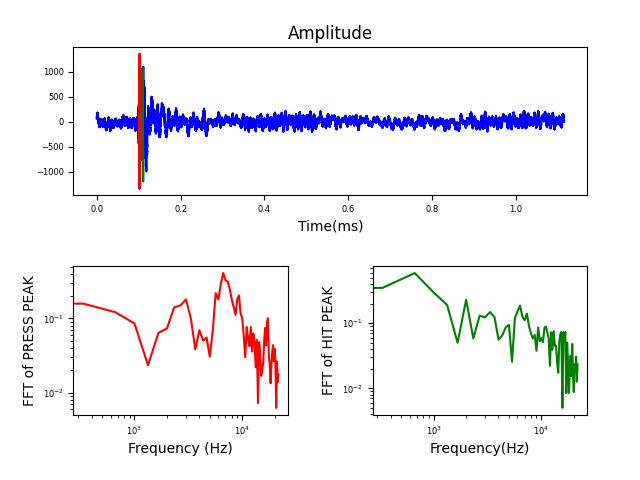 Amplitude
1000
500
0
−500
−1000
0.0 0.2 0.4 0.6 0.8 1.0
Time(ms)
FFT of PRESS PEAK
10⁻¹
10⁻²
10³ 10⁴
Frequency (Hz)
FFT of HIT PEAK
10⁻¹
10⁻²
10³ 10⁴
Frequency(Hz)